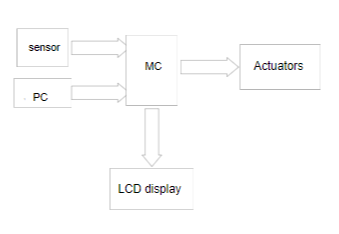 sensor
MC
Actuators
PC
LCD display